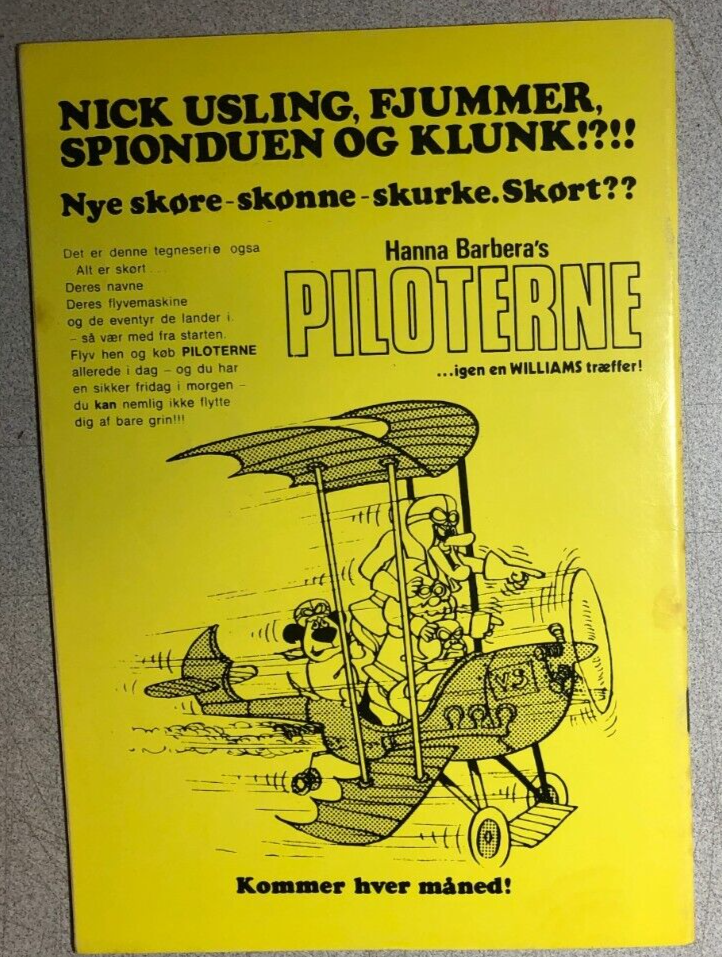 NICK USLING, FJUMMER,
SPIONDUEN OG KLUNK!?!!
Nye skøre-skønne-skurke. Skørt??
Det er denne tegneserie ogsa
Alt er skørt....
Deres navne
Deres flyvemaskine
og de eventyr de lander i.
- så vær med fra starten.
Flyv hen og køb PILOTERNE
allerede i dag - og du har
en sikker fridag i morgen -
du kan nemlig ikke flytte
dig af bare grin!!!
Hanna Barbera's
PILOTERNE
...igen en WILLIAMS træffer!
V9
Kommer hver måned!